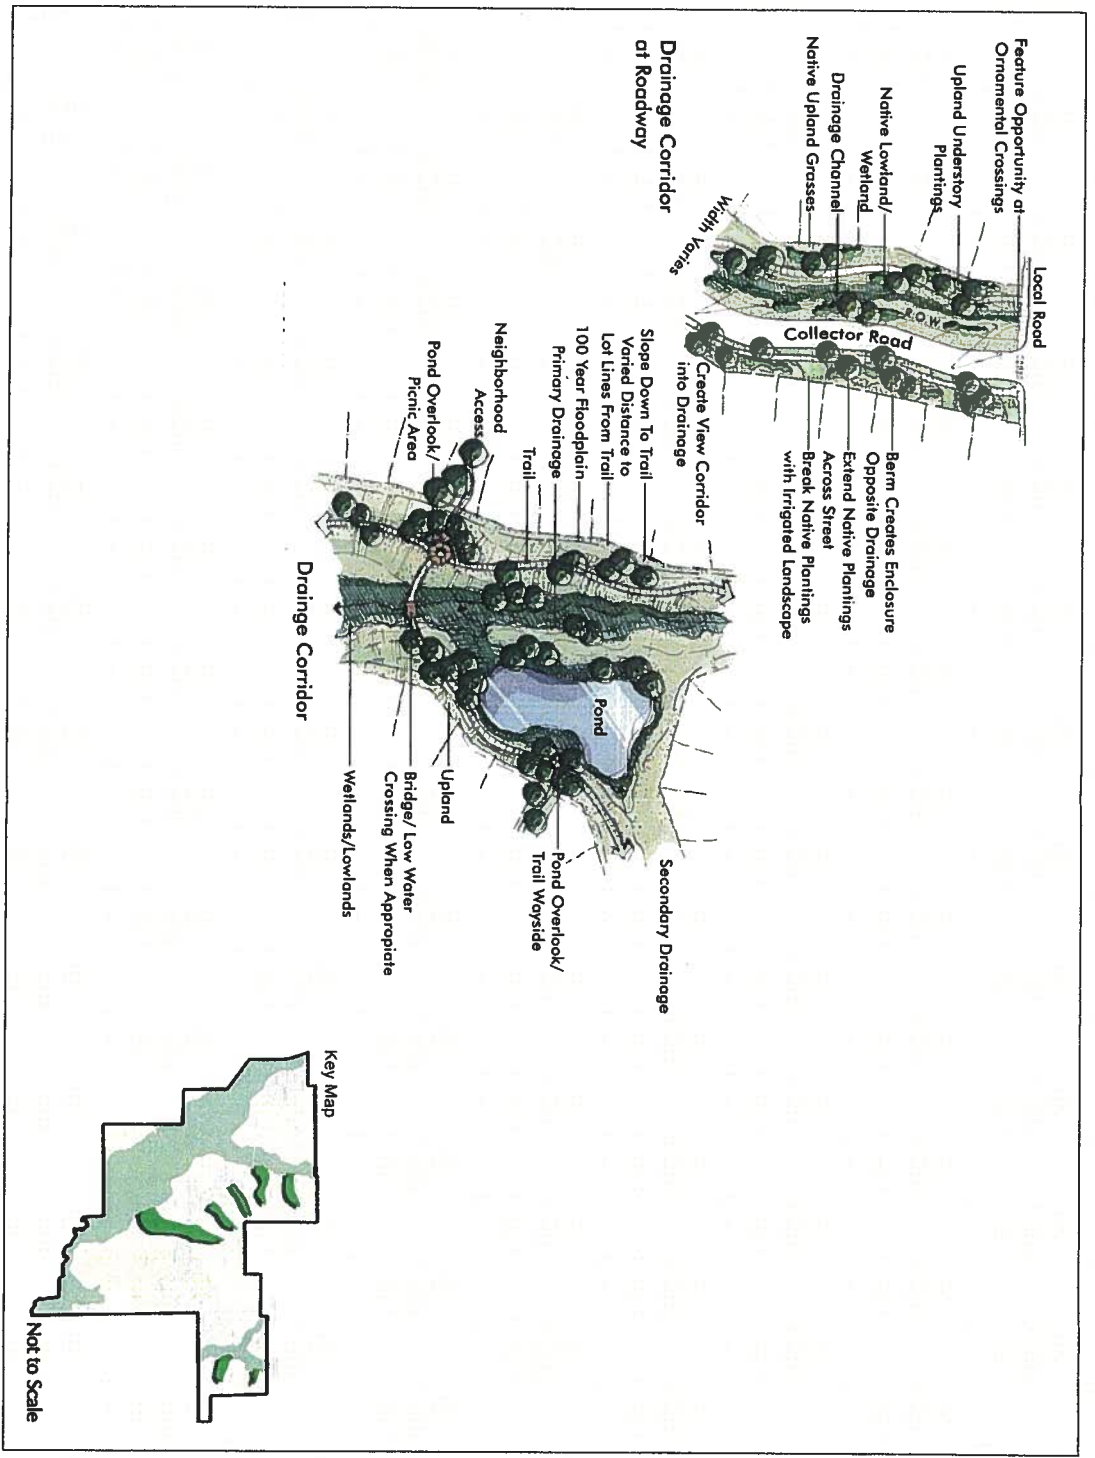 Feature Opportunity at
Ornamental Crossings
Upland Understory
Plantings
Native Lowland/
Wetland
Drainage Channel
Native Upland Grasses
Drainage Corridor
at Roadway
Width Varies
Local Road
R.O.W.
Collector Road
Berm Creates Enclosure
Opposite Drainage
Extend Native Plantings
Across Street
Break Native Plantings
with Irrigated Landscape
Create View Corridor
into Drainage
Slope Down To Trail
Varied Distance to
Lot Lines From Trail
100 Year Floodplain
Primary Drainage
Trail
Neighborhood
Access
Pond Overlook/
Picnic Area
Pond
Secondary Drainage
Pond Overlook/
Trail Wayside
Upland
Bridge/ Low Water
Crossing When Appropiate
Wetlands/Lowlands
Drainge Corridor
Key Map
Not to Scale